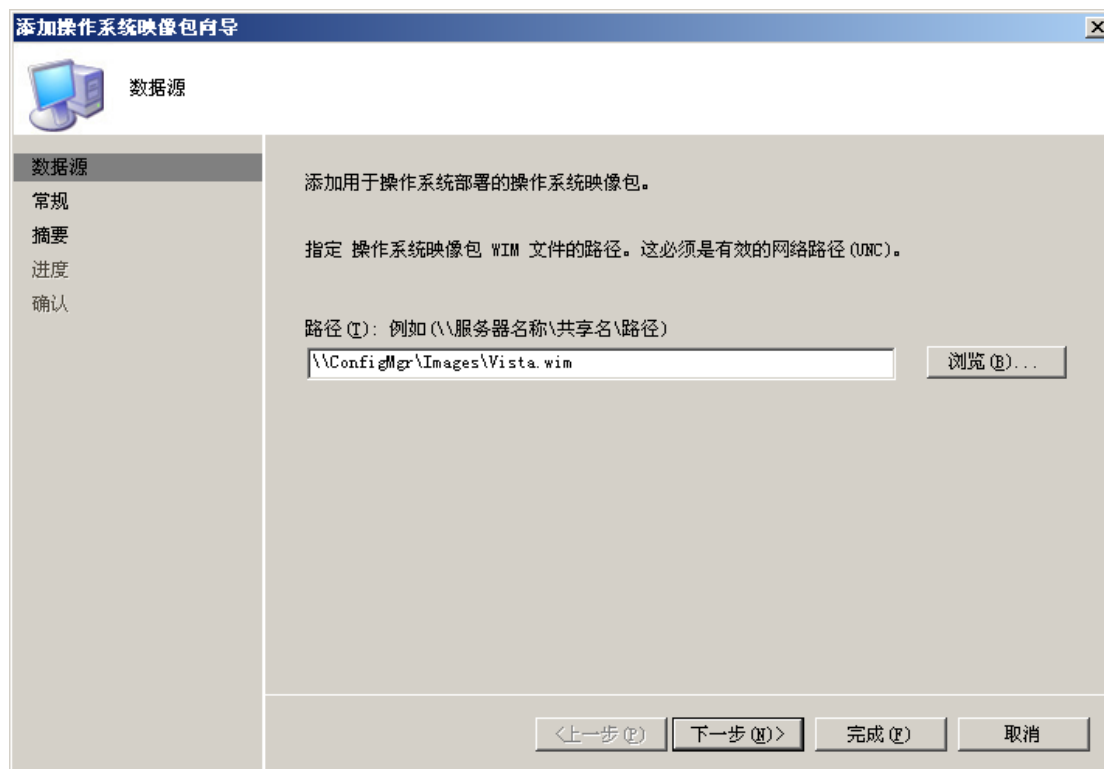 添加操作系统映像包向导
数据源
数据源
常规
摘要
进度
确认
添加用于操作系统部署的操作系统映像包。
指定 操作系统映像包 WIM 文件的路径。这必须是有效的网络路径(UNC)。
路径(T): 例如(\\服务器名称\共享名\路径)
\\ConfigMgr\Images\Vista.wim
浏览(B)...
<上一步(P) 下一步(N)> 完成(F) 取消